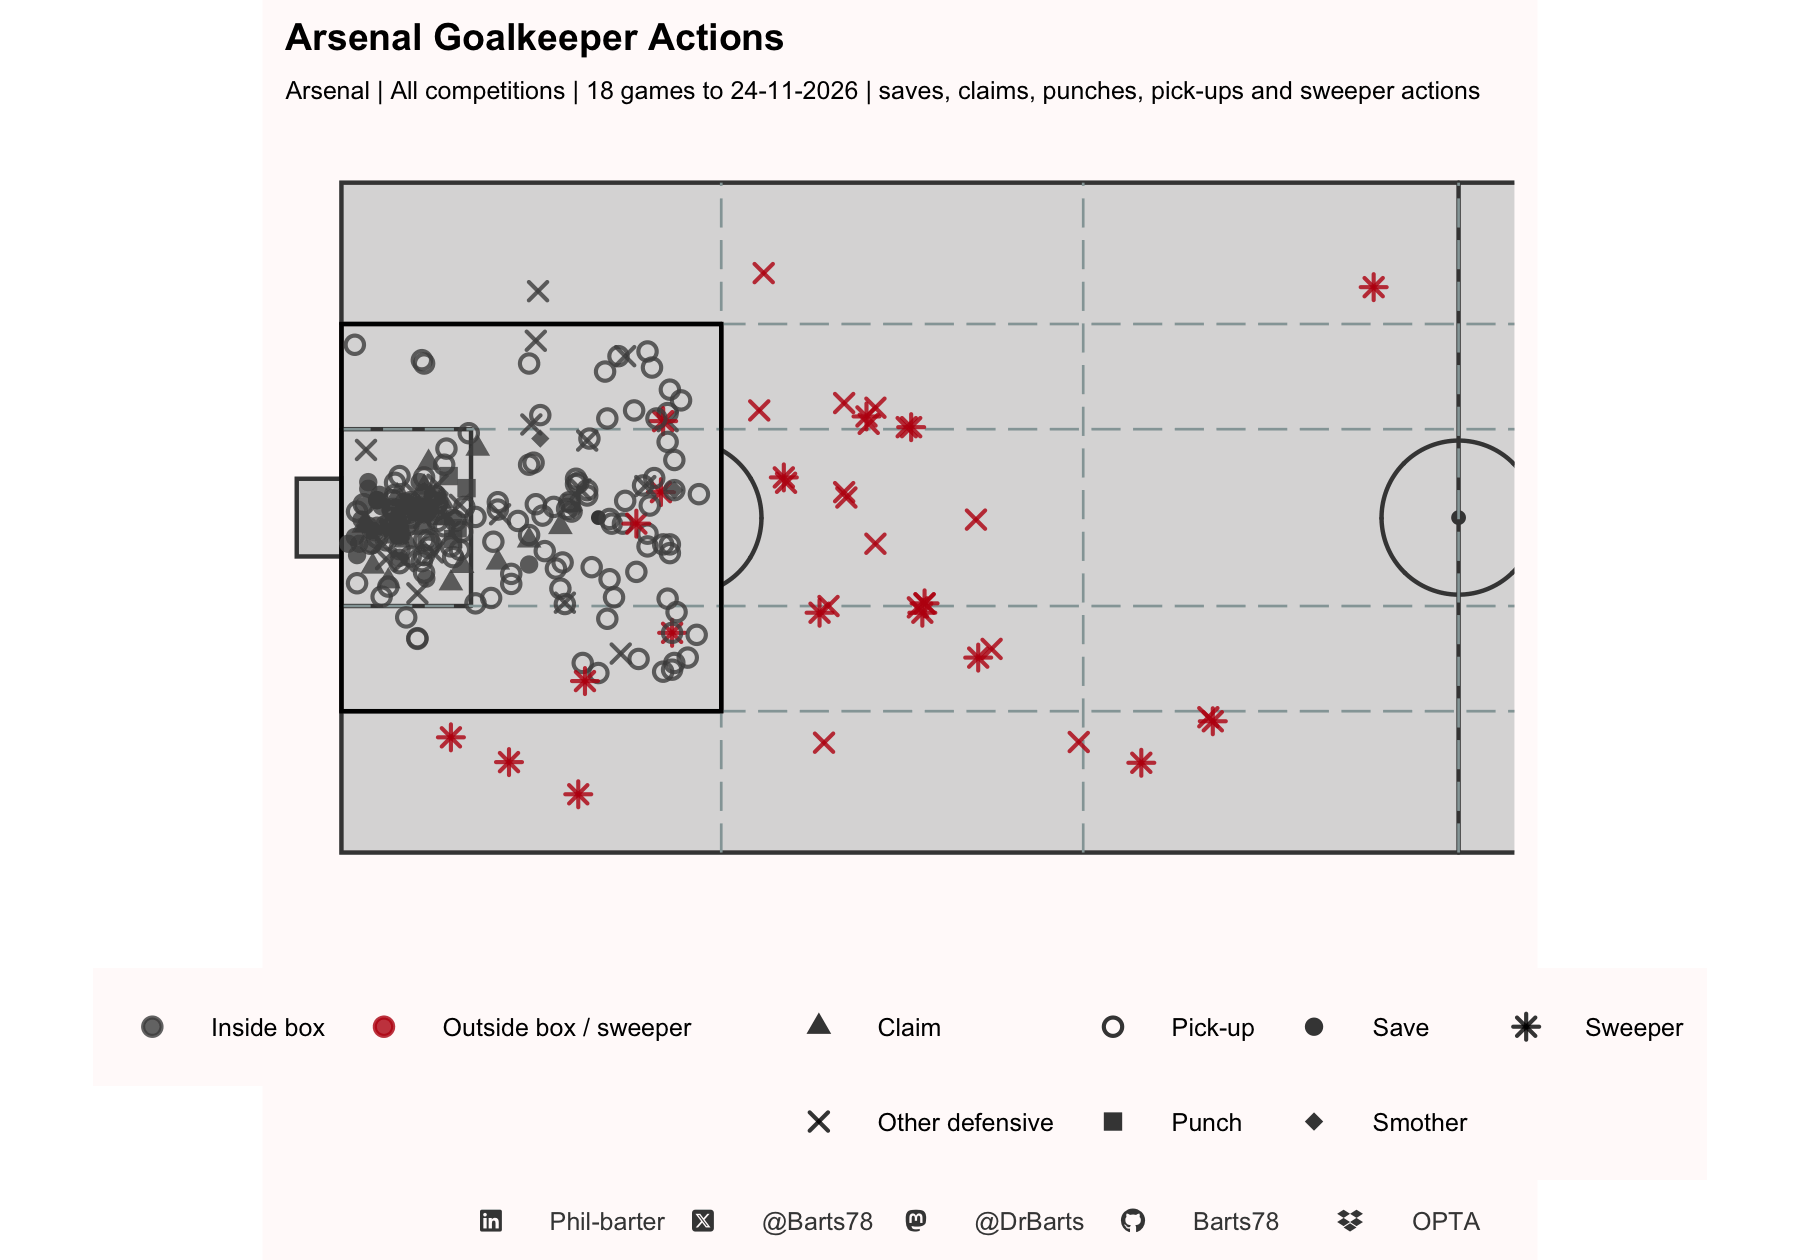 Arsenal Goalkeeper Actions
Arsenal | All competitions | 18 games to 24-11-2026 | saves, claims, punches, pick-ups and sweeper actions
Inside box Outside box / sweeper Claim Pick-up Save Sweeper
Other defensive Punch Smother
Phil-barter @Barts78 @DrBarts Barts78 OPTA